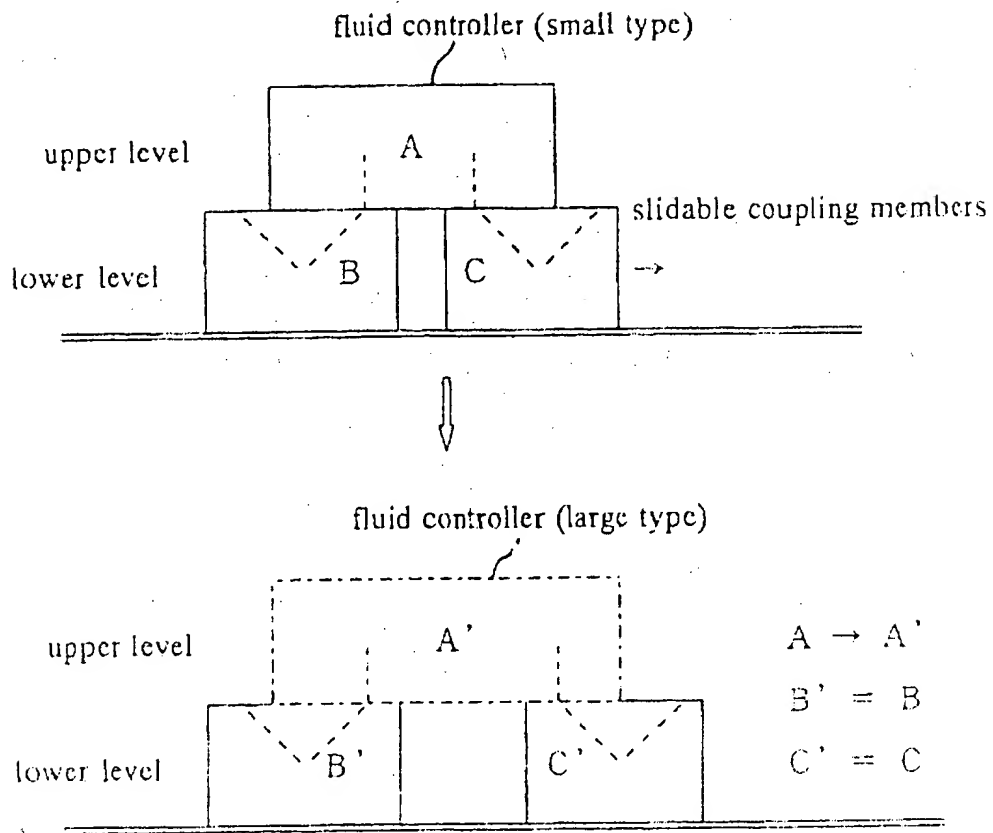 fluid controller (small type)
A
upper level
slidable coupling members
lower level
B
C
→
fluid controller (large type)
upper level
A'
A → A'
B' = B
lower level
B'
C'
C' = C